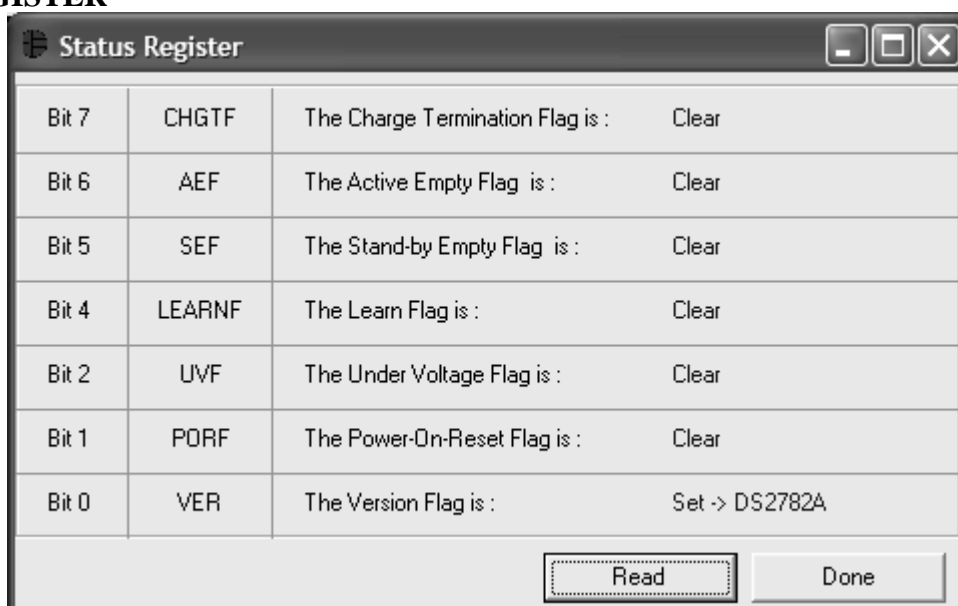 GISTER
Status Register
Bit 7 CHGTF The Charge Termination Flag is : Clear
Bit 6 AEF The Active Empty Flag is : Clear
Bit 5 SEF The Stand-by Empty Flag is : Clear
Bit 4 LEARNF The Learn Flag is : Clear
Bit 2 UVF The Under Voltage Flag is : Clear
Bit 1 PORF The Power-On-Reset Flag is : Clear
Bit 0 VER The Version Flag is : Set -> DS2782A
Read Done